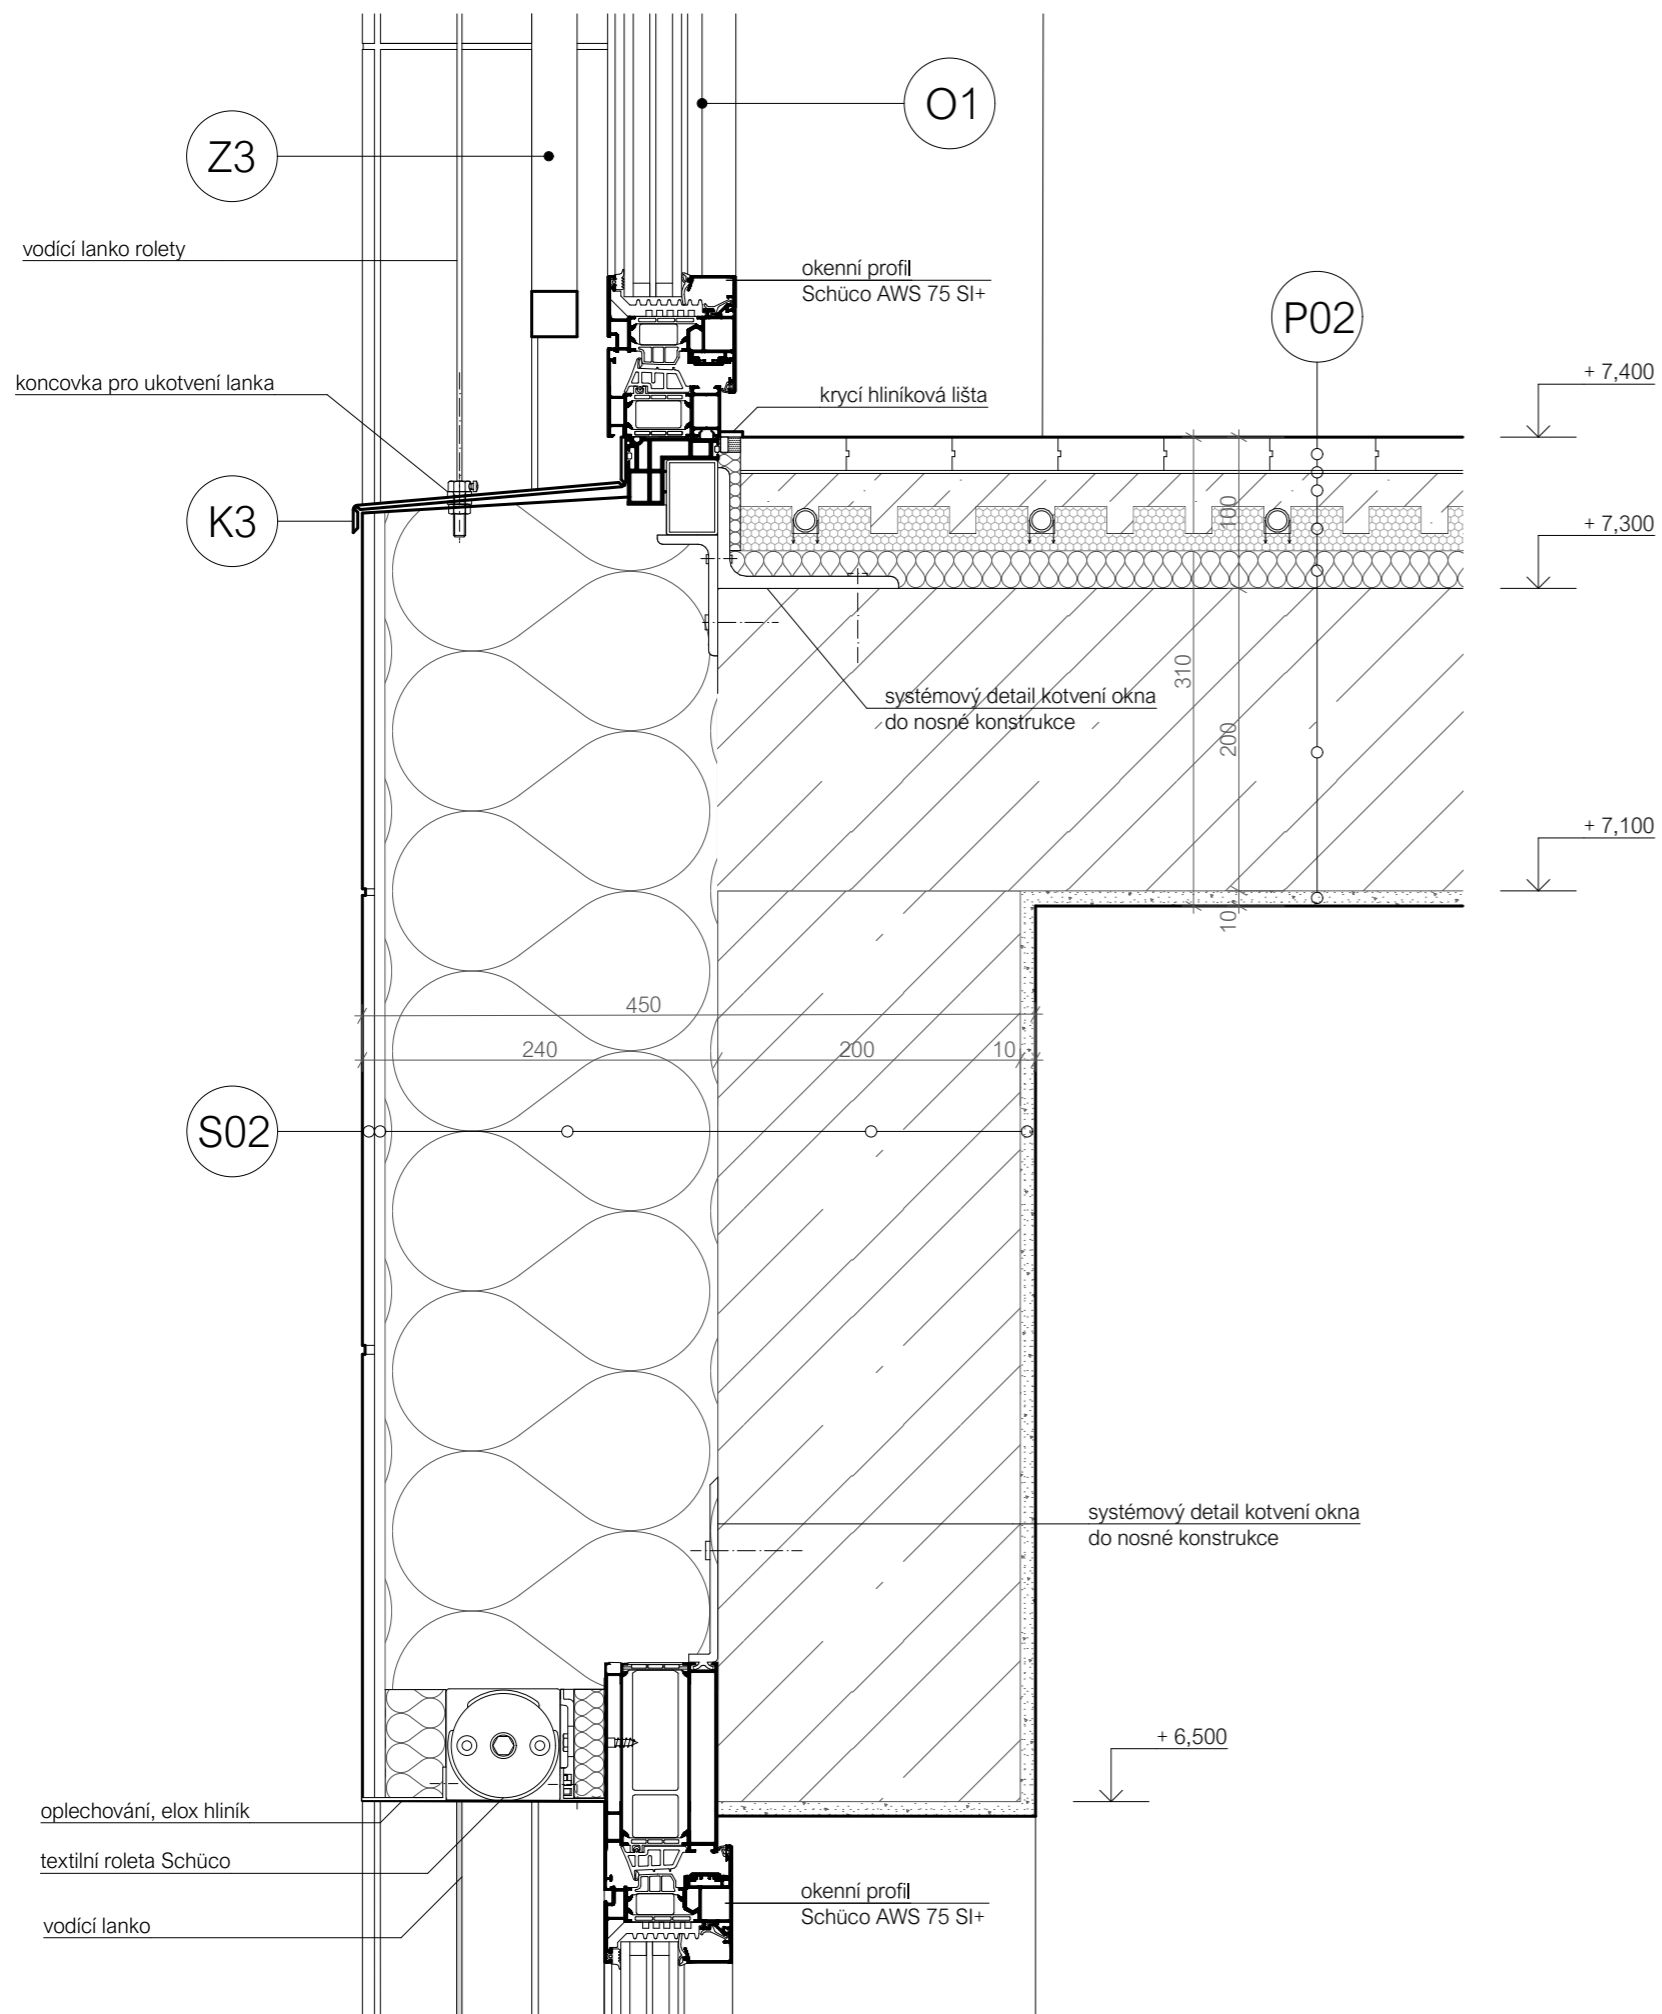 O1
Z3
vodící lanko rolety
okenní profil
Schüco AWS 75 SI+
P02
+ 7,400
koncovka pro ukotvení lanka
krycí hliníková lišta
K3
100
+ 7,300
310
systémový detail kotvení okna
do nosné konstrukce
200
+ 7,100
10
450
240
200
10
S02
systémový detail kotvení okna
do nosné konstrukce
+ 6,500
oplechování, elox hliník
textilní roleta Schüco
okenní profil
Schüco AWS 75 SI+
vodící lanko